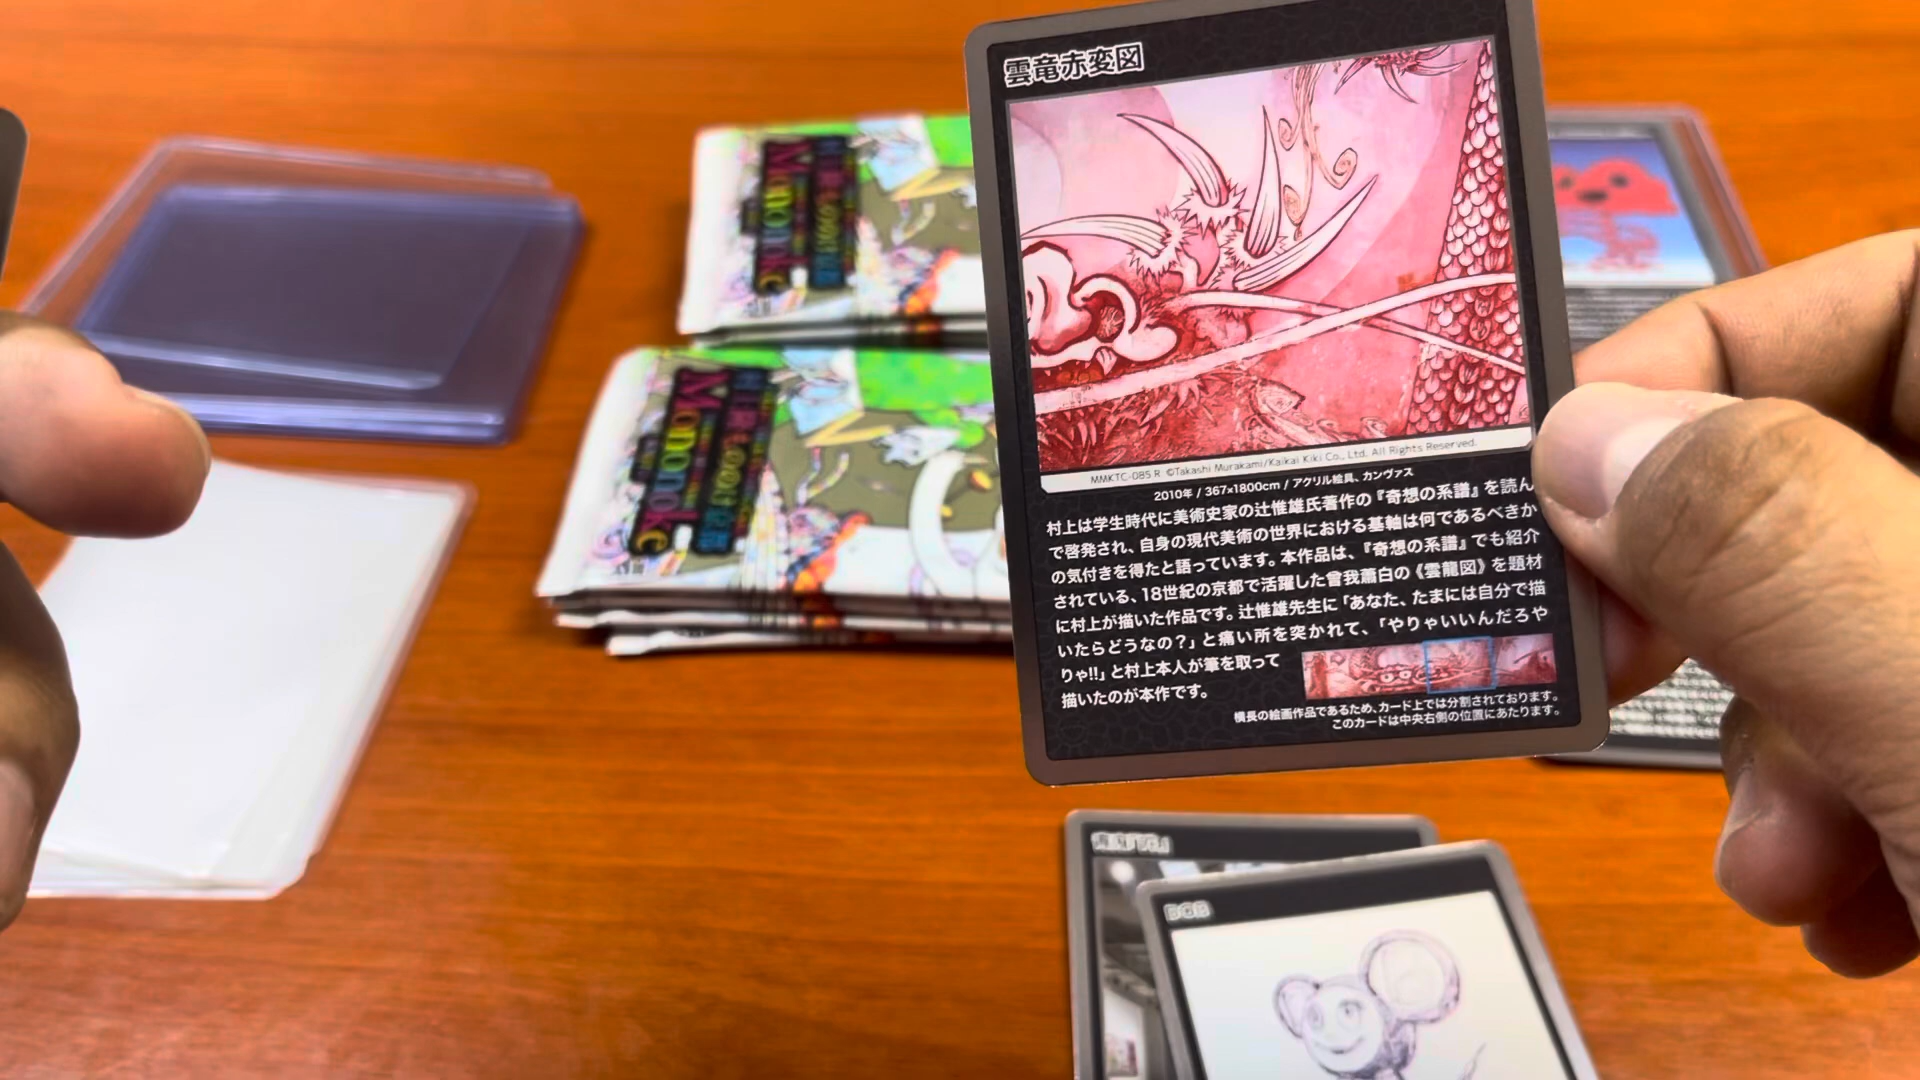 雲竜赤変図
MMKTC-085 R ©Takashi Murakami/Kaikai Kiki Co., Ltd. All Rights Reserved.
2010年 / 367×1800cm / アクリル絵具、カンヴァス
村上は学生時代に美術史家の辻惟雄氏著作の『奇想の系譜』を読ん
で啓発され、自身の現代美術の世界における基軸は何であるべきか
の気付きを得たと語っています。本作品は、『奇想の系譜』でも紹介
されている、18世紀の京都で活躍した曾我蕭白の《雲龍図》を題材
に村上が描いた作品です。辻惟雄先生に「あなた、たまには自分で描
いたらどうなの？」と痛い所を突かれて、「やりゃいいんだろや
りゃ!!」と村上本人が筆を取って
描いたのが本作です。
横長の絵画作品であるため、カード上では分割されております。
このカードは中央右側の位置にあたります。
Mononoke
Mononoke
DOB